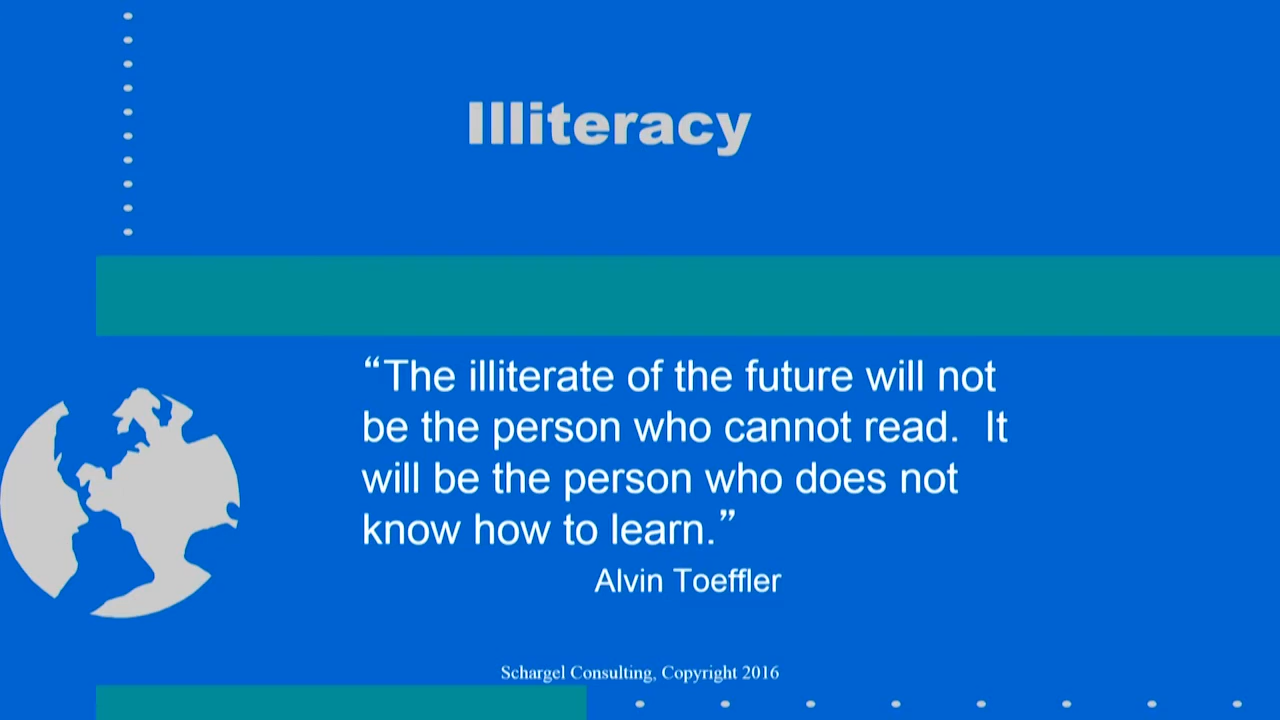 Illiteracy
“The illiterate of the future will not
be the person who cannot read.  It
will be the person who does not
know how to learn.”
Alvin Toeffler
Schargel Consulting, Copyright 2016